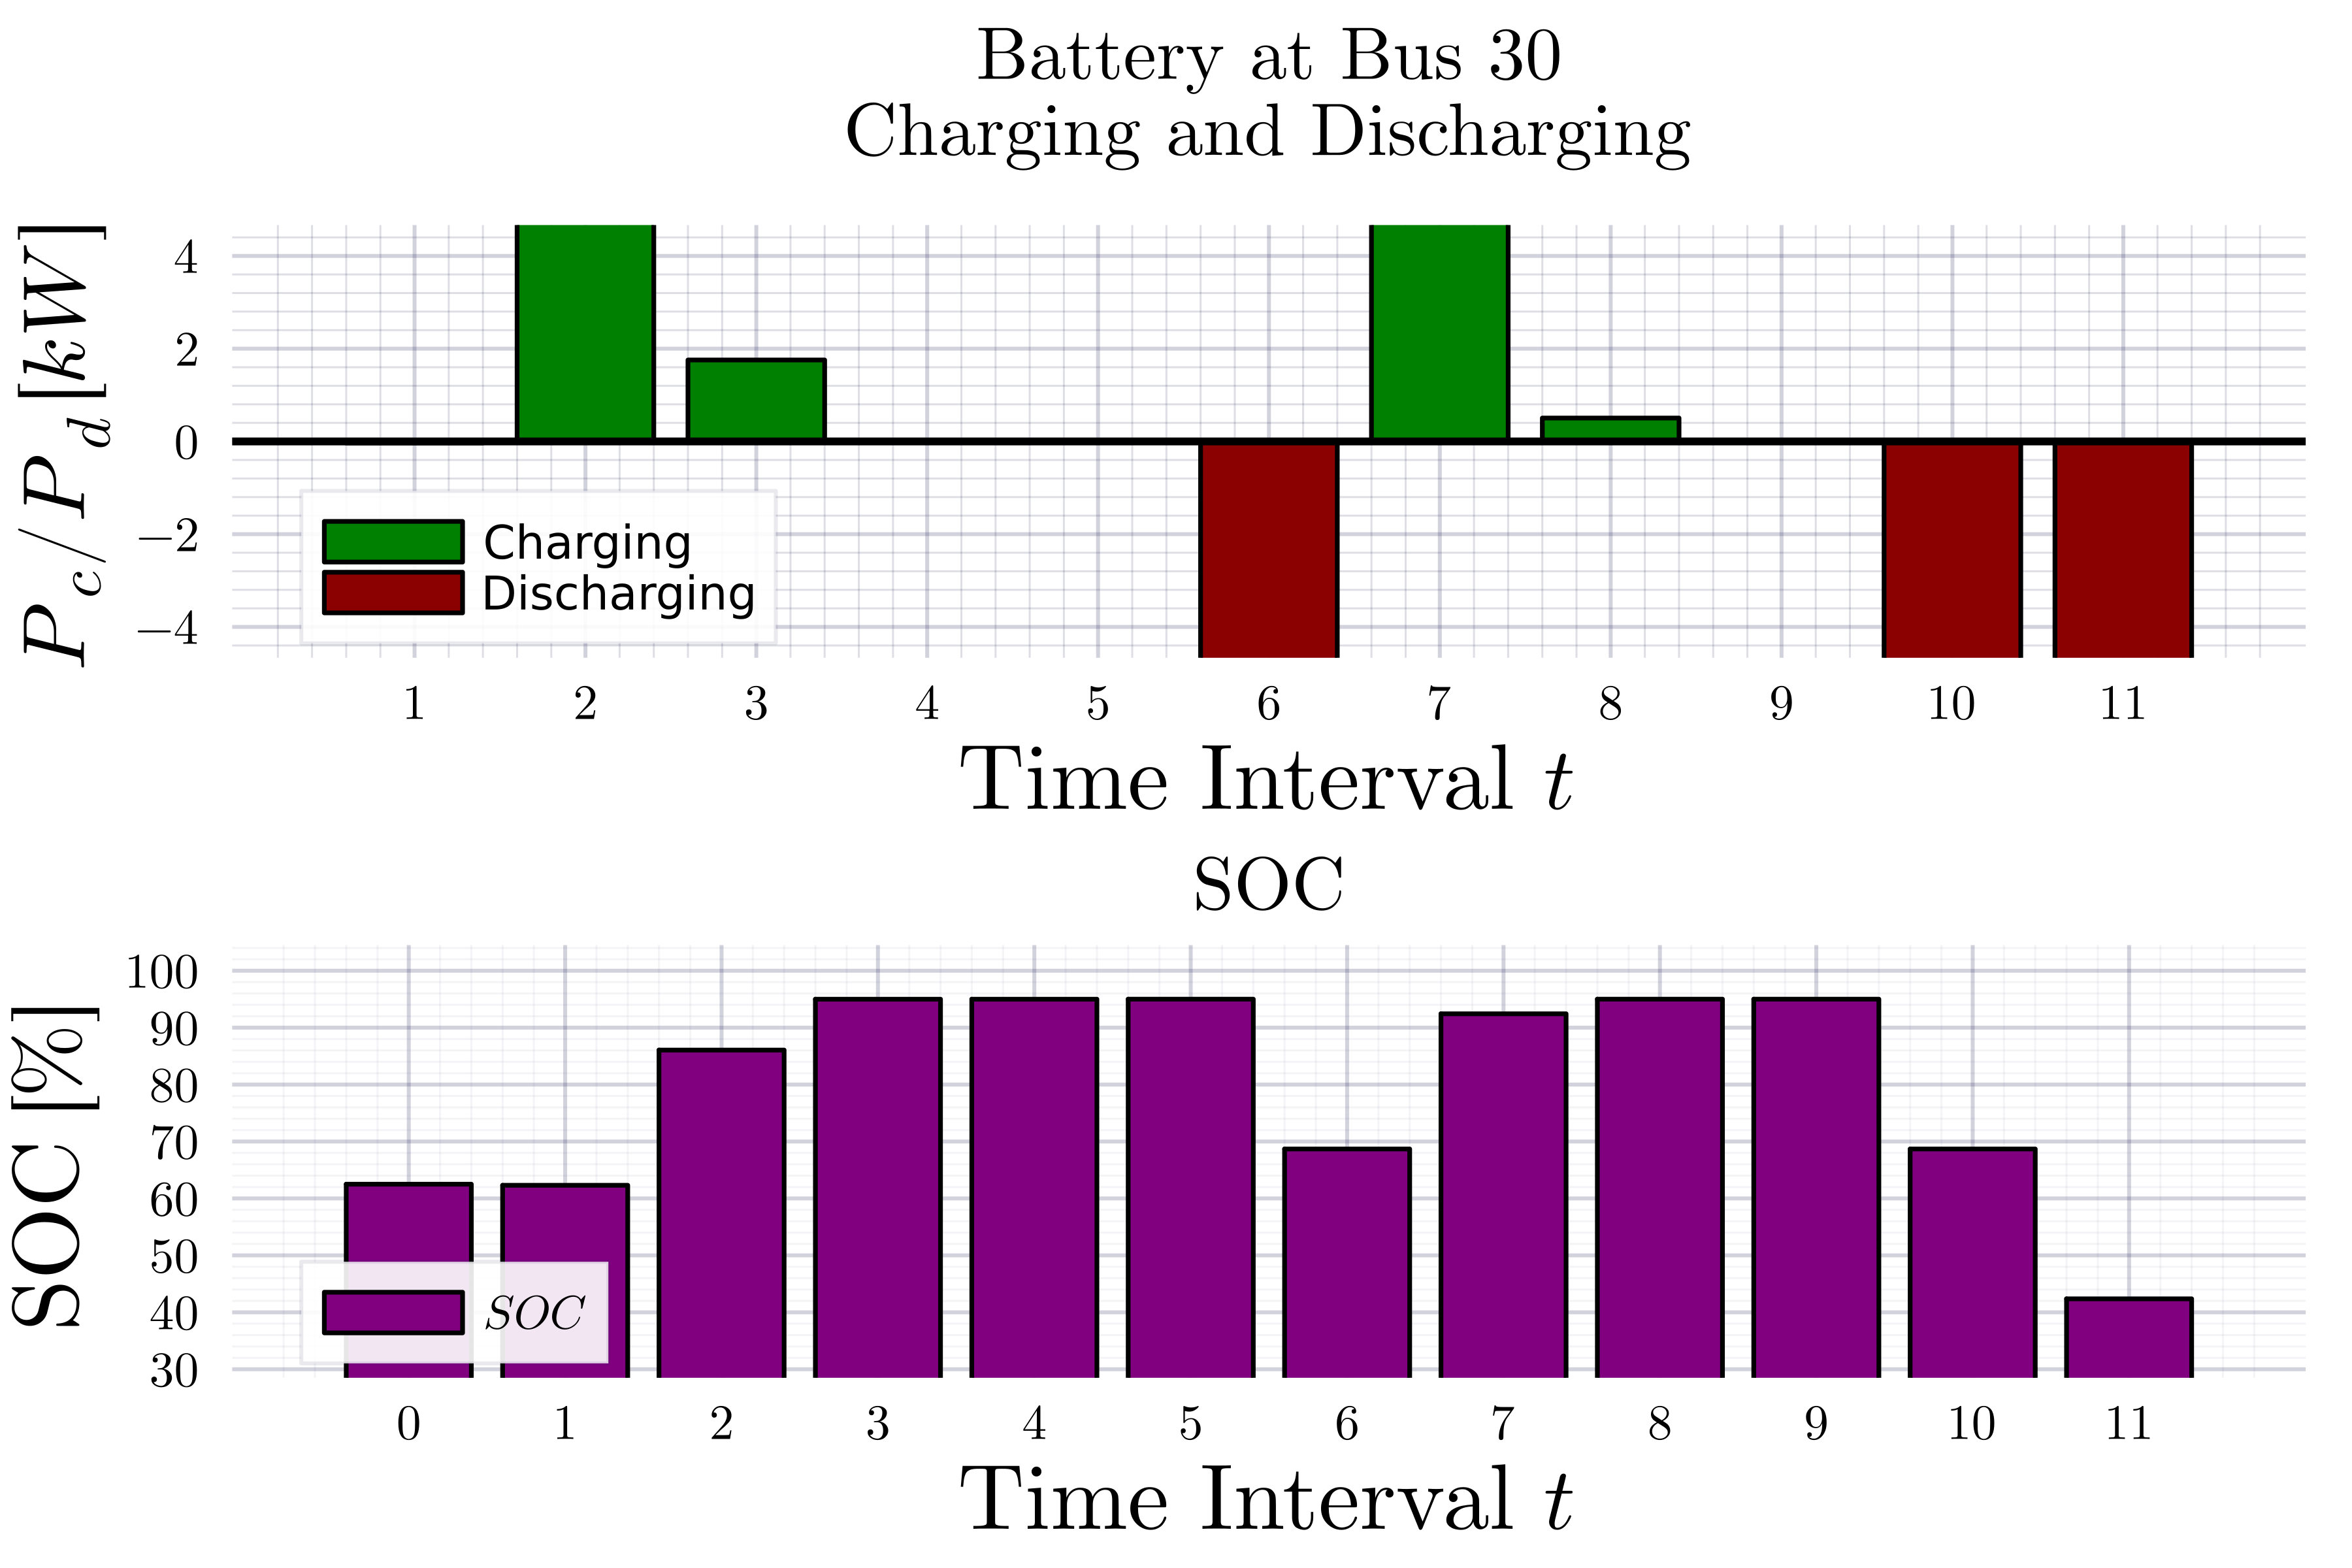 Battery at Bus 30
Charging and Discharging
P_c/P_d [kW]
4
2
0
−2
−4
Charging
Discharging
1 2 3 4 5 6 7 8 9 10 11
Time Interval t
SOC
SOC [%]
100
90
80
70
60
50
40
30
SOC
0 1 2 3 4 5 6 7 8 9 10 11
Time Interval t